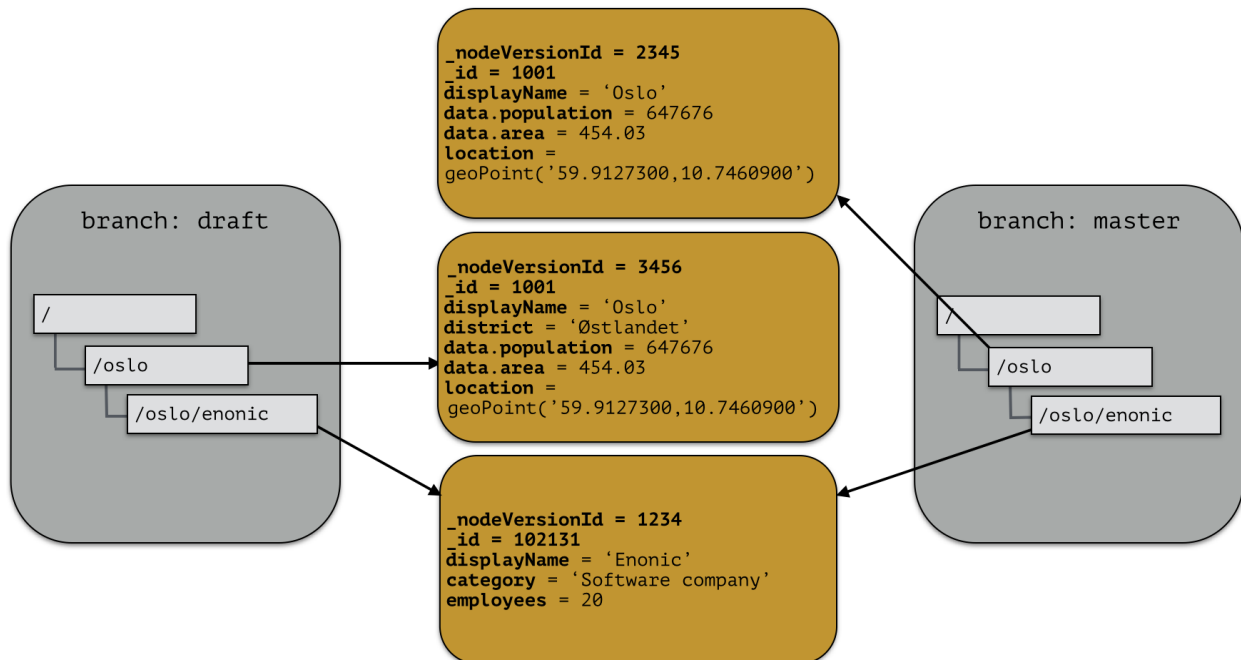 branch: draft
/
/oslo
/oslo/enonic
_nodeVersionId = 2345
_id = 1001
displayName = ‘Oslo’
data.population = 647676
data.area = 454.03
location =
geoPoint(’59.9127300,10.7460900’)
_nodeVersionId = 3456
_id = 1001
displayName = ‘Oslo’
district = ‘Østlandet’
data.population = 647676
data.area = 454.03
location =
geoPoint(’59.9127300,10.7460900’)
_nodeVersionId = 1234
_id = 102131
displayName = ‘Enonic’
category = ‘Software company’
employees = 20
branch: master
/
/oslo
/oslo/enonic